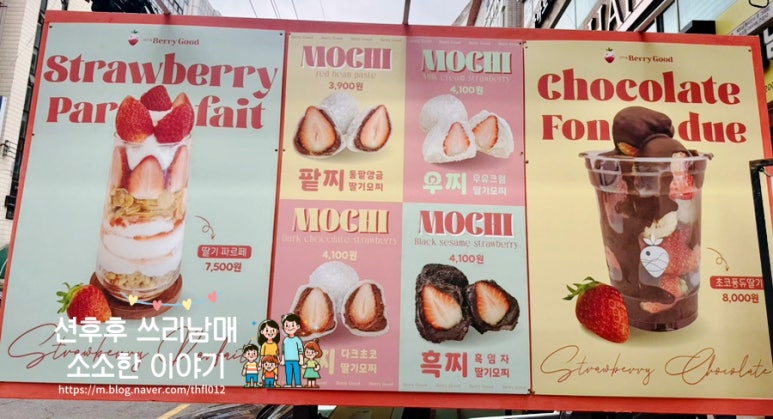 Berry Good
Strawberry
Parfait
딸기 파르페
7,500원
Strawberry
션후후 쓰리남매
소소한 이야기
https://m.blog.naver.com/thfl012
Berry Good
MOCHI
red bean paste
3,900원
팥찌
통팥앙금
딸기모찌
MOCHI
Milk cream strawberry
4,100원
우찌
우유크림
딸기모찌
MOCHI
Dark chocolate strawberry
4,100원
다크초코
딸기모찌
MOCHI
Black sesame strawberry
4,100원
흑찌
흑임자
딸기모찌
Berry Good
Chocolate
Fondue
초코퐁듀딸기
8,000원
Strawberry Chocolate